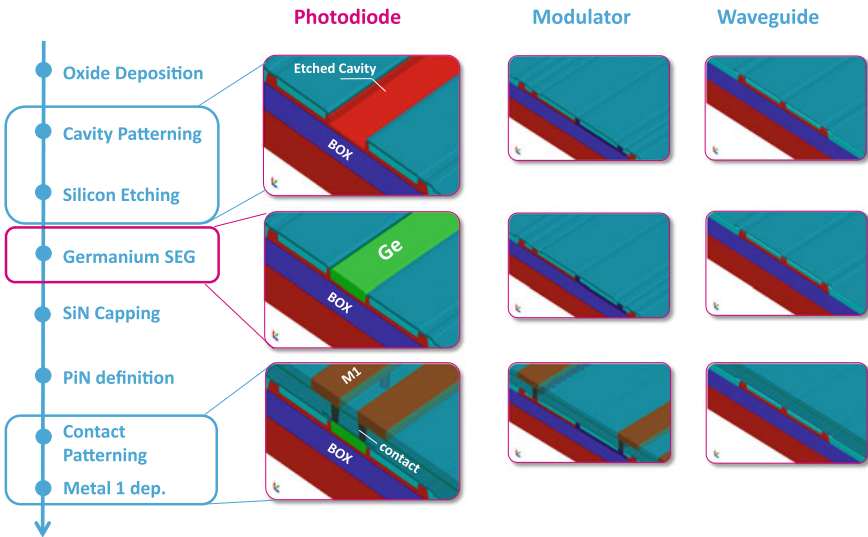 Photodiode
Modulator
Waveguide
Oxide Deposition
Cavity Patterning
Silicon Etching
Germanium SEG
SiN Capping
PiN definition
Contact
Patterning
Metal 1 dep.
Etched Cavity
BOX
Ge
BOX
M1
contact
BOX